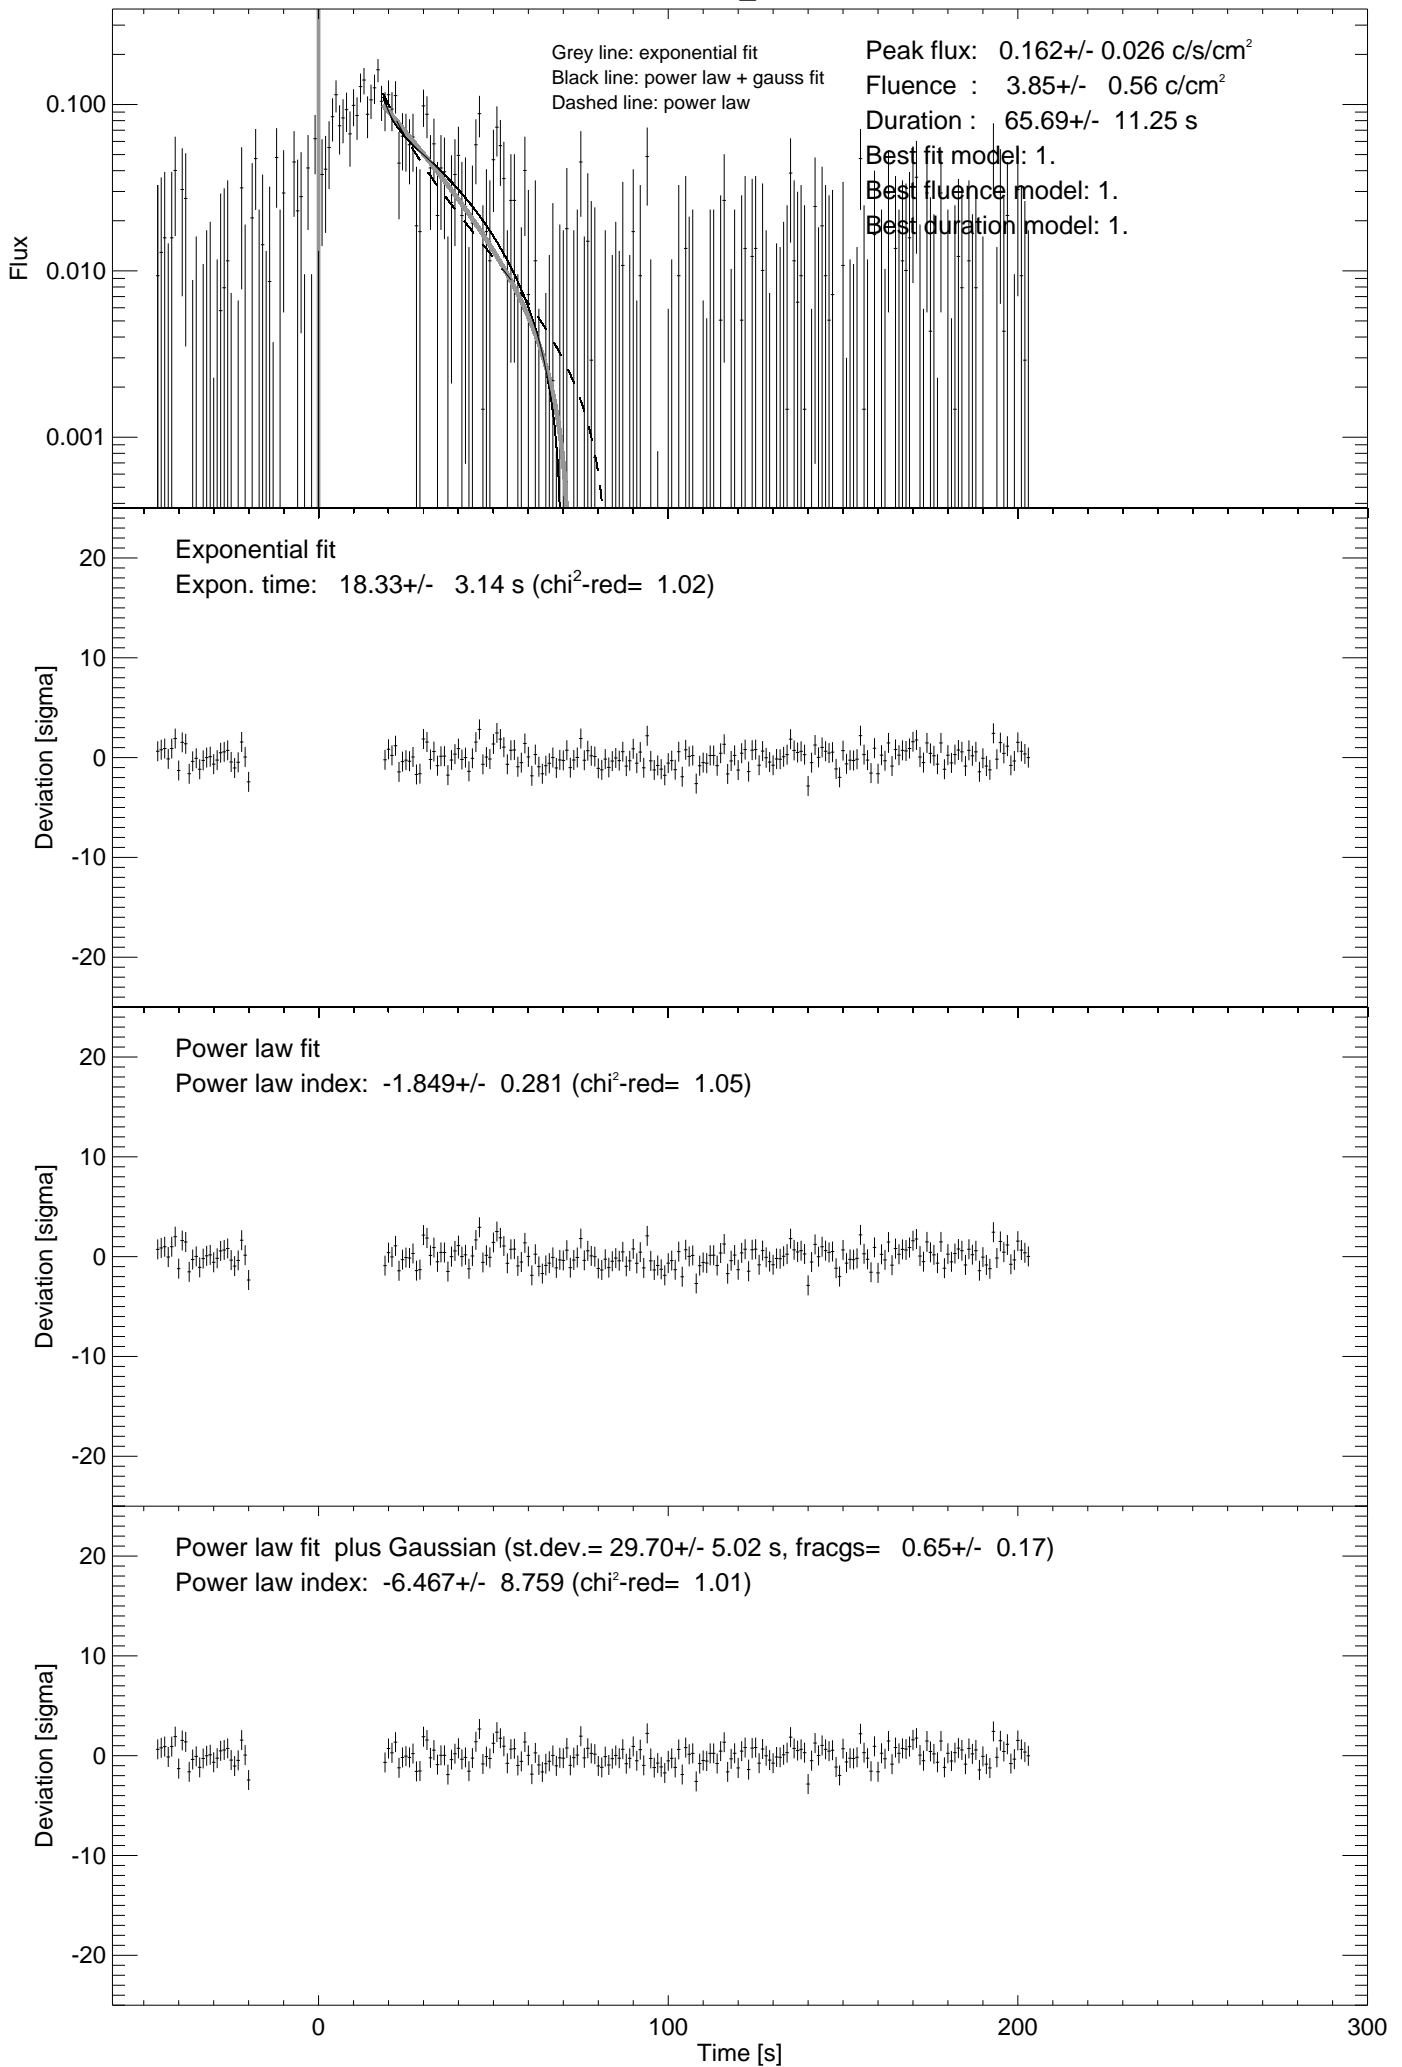 Grey line: exponential fit
Black line: power law + gauss fit
Dashed line: power law
Peak flux: 0.162+/- 0.026 c/s/cm²
Fluence : 3.85+/- 0.56 c/cm²
Duration : 65.69+/- 11.25 s
Best fit model: 1.
Best fluence model: 1.
Best duration model: 1.
0.100
0.010
0.001
Flux
Exponential fit
Expon. time: 18.33+/- 3.14 s (chi²-red= 1.02)
20
10
0
-10
-20
Deviation [sigma]
Power law fit
Power law index: -1.849+/- 0.281 (chi²-red= 1.05)
20
10
0
-10
-20
Deviation [sigma]
Power law fit plus Gaussian (st.dev.= 29.70+/- 5.02 s, fracgs= 0.65+/- 0.17)
Power law index: -6.467+/- 8.759 (chi²-red= 1.01)
20
10
0
-10
-20
Deviation [sigma]
0 100 200 300
Time [s]